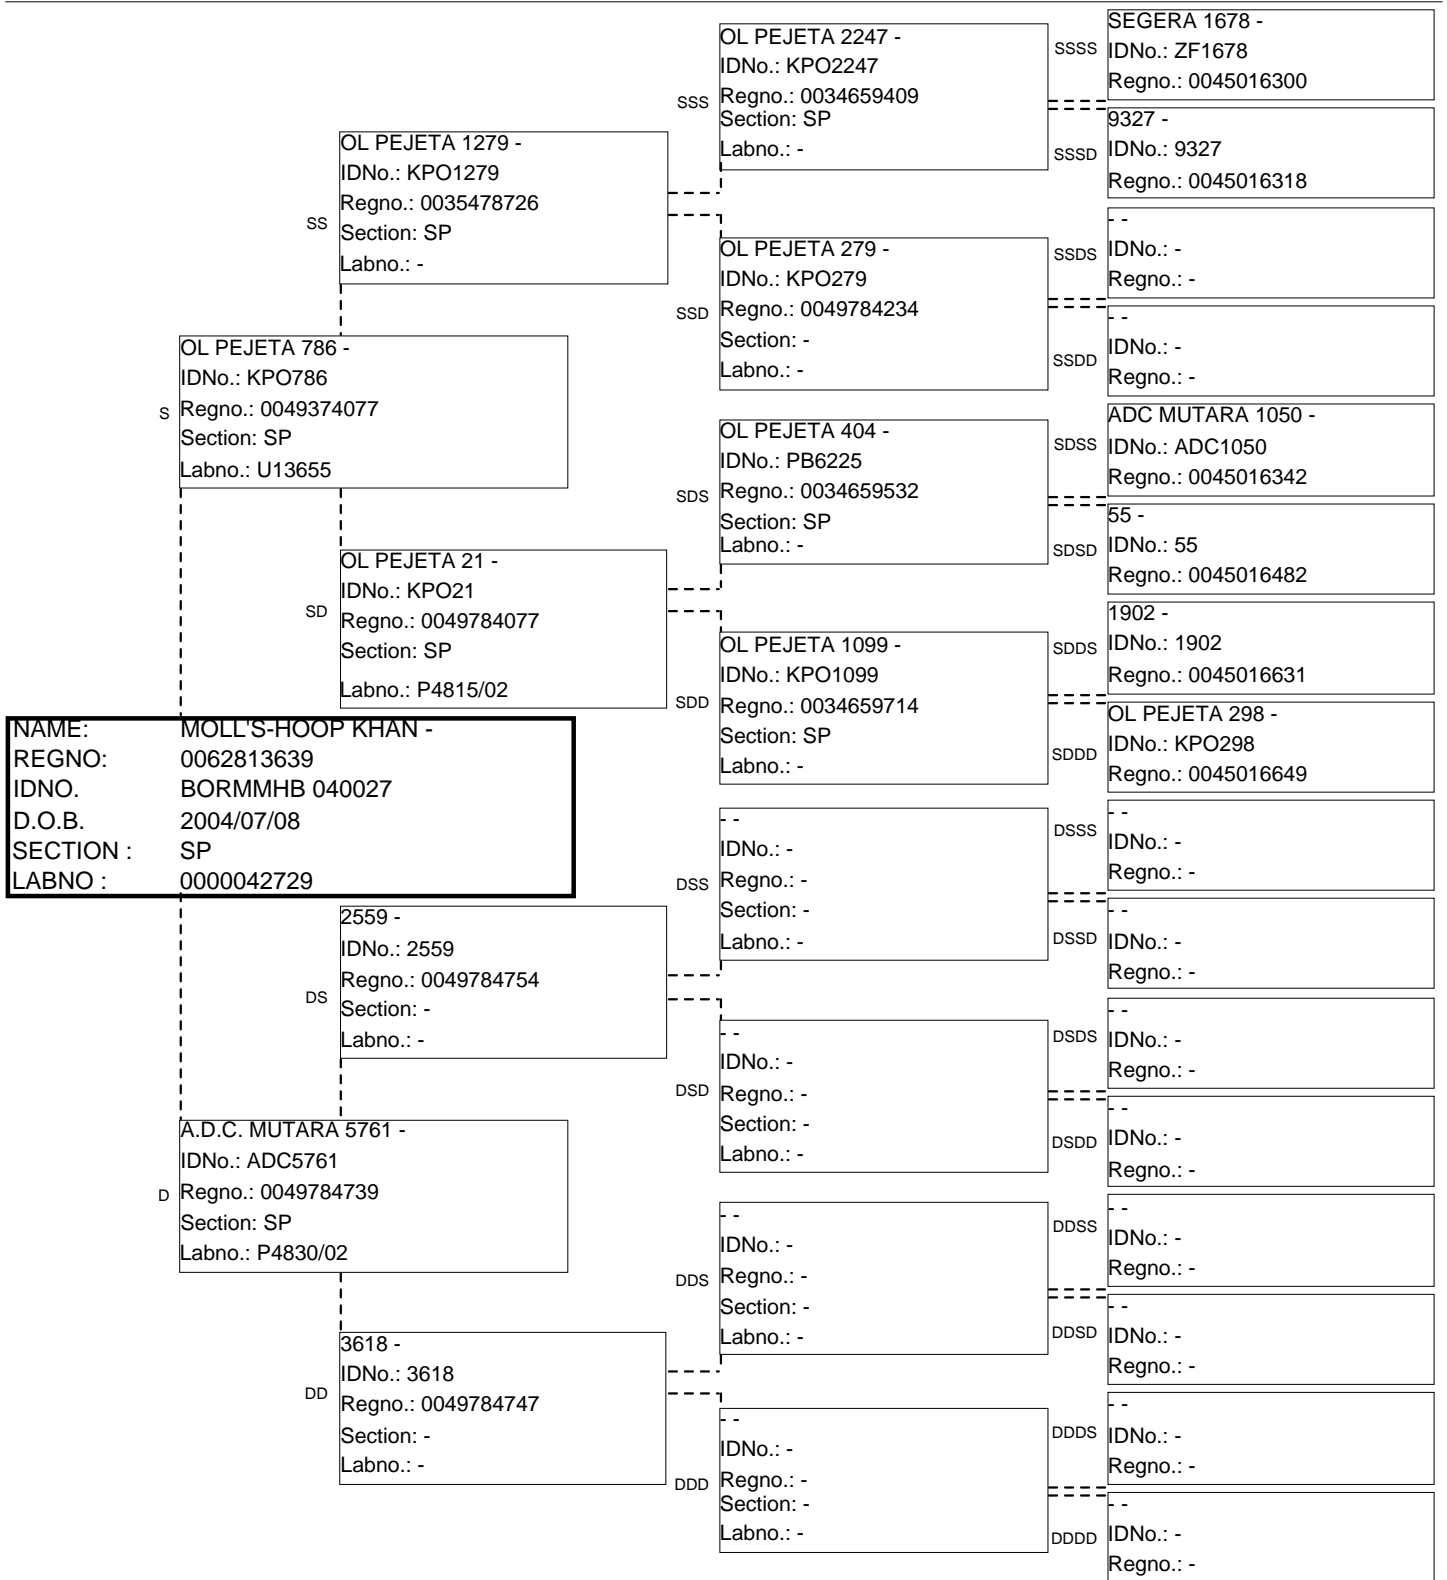 NAME: MOLL'S-HOOP KHAN -
REGNO: 0062813639
IDNO. BORMMHB 040027
D.O.B. 2004/07/08
SECTION : SP
LABNO : 0000042729
S
OL PEJETA 786 -
IDNo.: KPO786
Regno.: 0049374077
Section: SP
Labno.: U13655
D
A.D.C. MUTARA 5761 -
IDNo.: ADC5761
Regno.: 0049784739
Section: SP
Labno.: P4830/02
SS
OL PEJETA 1279 -
IDNo.: KPO1279
Regno.: 0035478726
Section: SP
Labno.: -
SD
OL PEJETA 21 -
IDNo.: KPO21
Regno.: 0049784077
Section: SP
Labno.: P4815/02
DS
2559 -
IDNo.: 2559
Regno.: 0049784754
Section: -
Labno.: -
DD
3618 -
IDNo.: 3618
Regno.: 0049784747
Section: -
Labno.: -
SSS
OL PEJETA 2247 -
IDNo.: KPO2247
Regno.: 0034659409
Section: SP
Labno.: -
SSD
OL PEJETA 279 -
IDNo.: KPO279
Regno.: 0049784234
Section: -
Labno.: -
SDS
OL PEJETA 404 -
IDNo.: PB6225
Regno.: 0034659532
Section: SP
Labno.: -
SDD
OL PEJETA 1099 -
IDNo.: KPO1099
Regno.: 0034659714
Section: SP
Labno.: -
DSS
- -
IDNo.: -
Regno.: -
Section: -
Labno.: -
DSD
- -
IDNo.: -
Regno.: -
Section: -
Labno.: -
DDS
- -
IDNo.: -
Regno.: -
Section: -
Labno.: -
DDD
- -
IDNo.: -
Regno.: -
Section: -
Labno.: -
SSSS
SEGERA 1678 -
IDNo.: ZF1678
Regno.: 0045016300
SSSD
9327 -
IDNo.: 9327
Regno.: 0045016318
SSDS
- -
IDNo.: -
Regno.: -
SSDD
- -
IDNo.: -
Regno.: -
SDSS
ADC MUTARA 1050 -
IDNo.: ADC1050
Regno.: 0045016342
SDSD
55 -
IDNo.: 55
Regno.: 0045016482
SDDS
1902 -
IDNo.: 1902
Regno.: 0045016631
SDDD
OL PEJETA 298 -
IDNo.: KPO298
Regno.: 0045016649
DSSS
- -
IDNo.: -
Regno.: -
DSSD
- -
IDNo.: -
Regno.: -
DSDS
- -
IDNo.: -
Regno.: -
DSDD
- -
IDNo.: -
Regno.: -
DDSS
- -
IDNo.: -
Regno.: -
DDSD
- -
IDNo.: -
Regno.: -
DDDS
- -
IDNo.: -
Regno.: -
DDDD
- -
IDNo.: -
Regno.: -